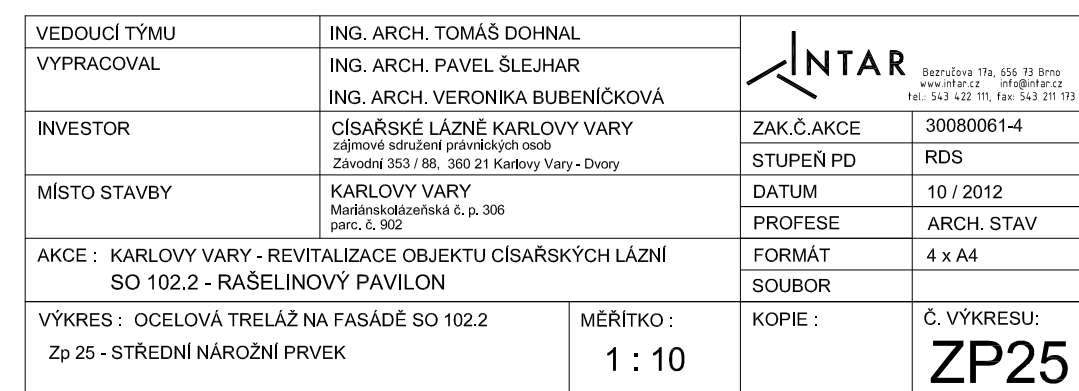 VEDOUCÍ TÝMU ING. ARCH. TOMÁŠ DOHNAL
VYPRACOVAL ING. ARCH. PAVEL ŠLEJHAR
ING. ARCH. VERONIKA BUBENÍČKOVÁ
INTAR
Bezručova 17a, 656 73 Brno
www.intar.cz info@intar.cz
tel.: 543 422 111, fax: 543 211 173
INVESTOR CÍSAŘSKÉ LÁZNĚ KARLOVY VARY
zájmové sdružení právnických osob
Závodní 353 / 88, 360 21 Karlovy Vary - Dvory
ZAK.Č.AKCE 30080061-4
STUPEŇ PD RDS
MÍSTO STAVBY KARLOVY VARY
Mariánskolázeňská č. p. 306
parc. č. 902
DATUM 10 / 2012
PROFESE ARCH. STAV
AKCE : KARLOVY VARY - REVITALIZACE OBJEKTU CÍSAŘSKÝCH LÁZNÍ
SO 102.2 - RAŠELINOVÝ PAVILON
FORMÁT 4 x A4
SOUBOR
VÝKRES : OCELOVÁ TRELÁŽ NA FASÁDĚ SO 102.2
Zp 25 - STŘEDNÍ NÁROŽNÍ PRVEK
MĚŘÍTKO :
1 : 10
KOPIE :
Č. VÝKRESU:
ZP25